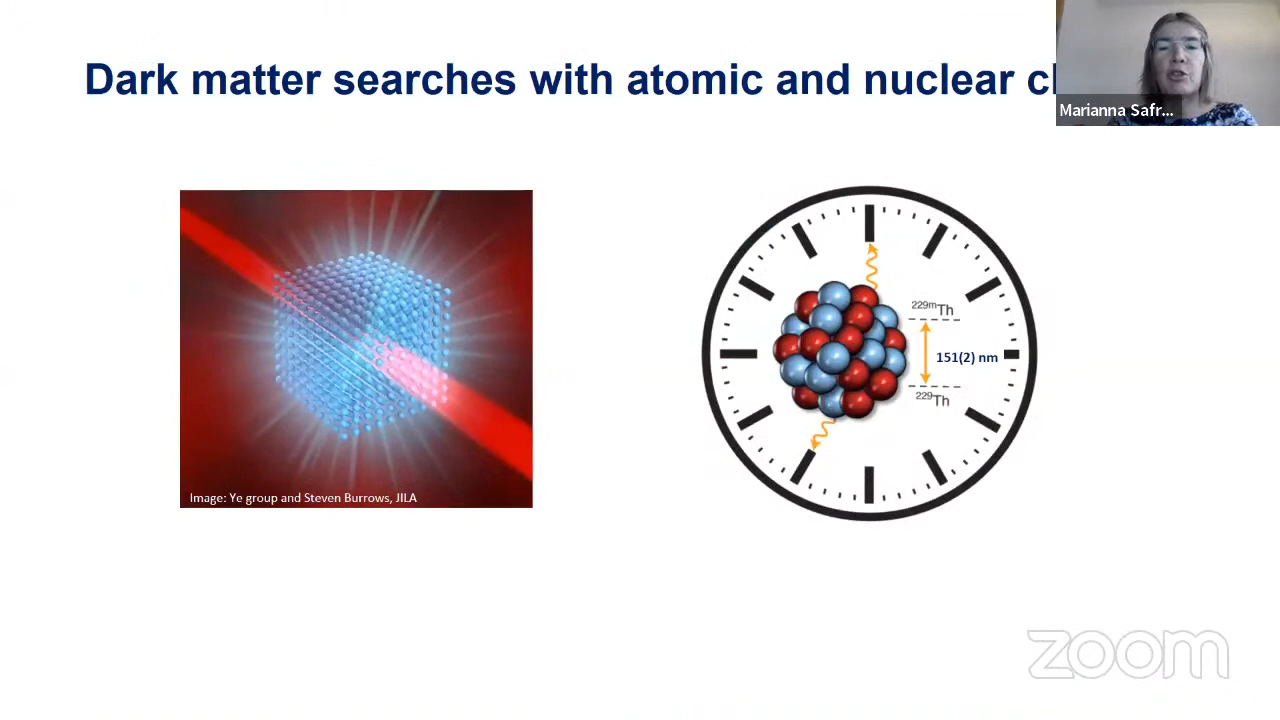 Dark matter searches with atomic and nuclear
Marianna Safr...
229mTh
151(2) nm
229Th
Image: Ye group and Steven Burrows, JILA
zoom